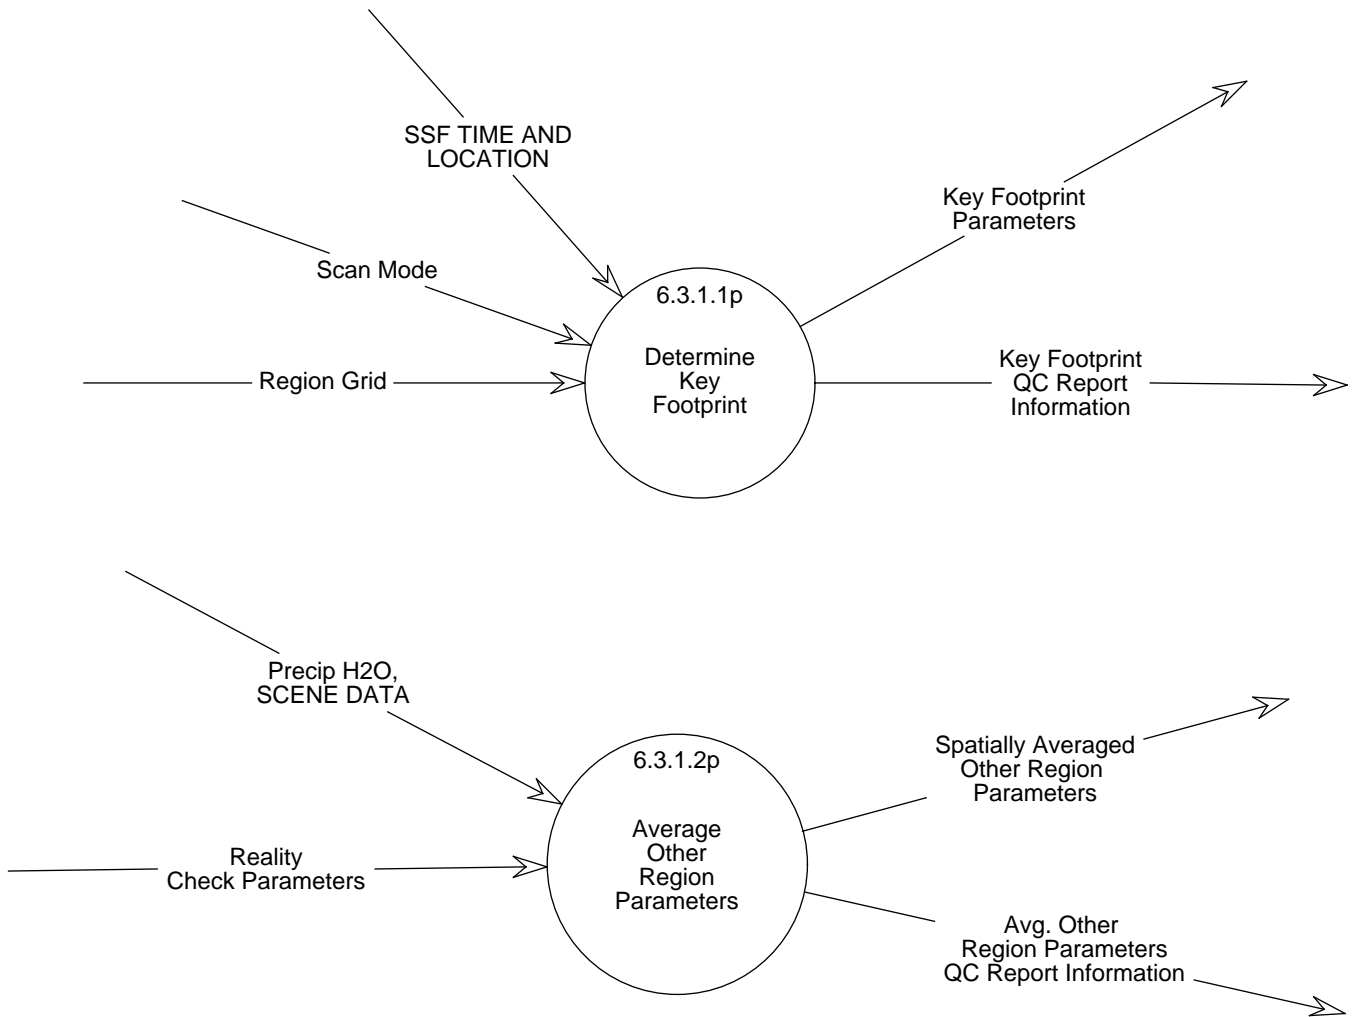 SSF TIME AND
LOCATION
Key Footprint
Parameters
Scan Mode
6.3.1.1p
Determine
Key
Footprint
Region Grid
Key Footprint
QC Report
Information
Precip H2O,
SCENE DATA
6.3.1.2p
Average
Other
Region
Parameters
Spatially Averaged
Other Region
Parameters
Reality
Check Parameters
Avg. Other
Region Parameters
QC Report Information